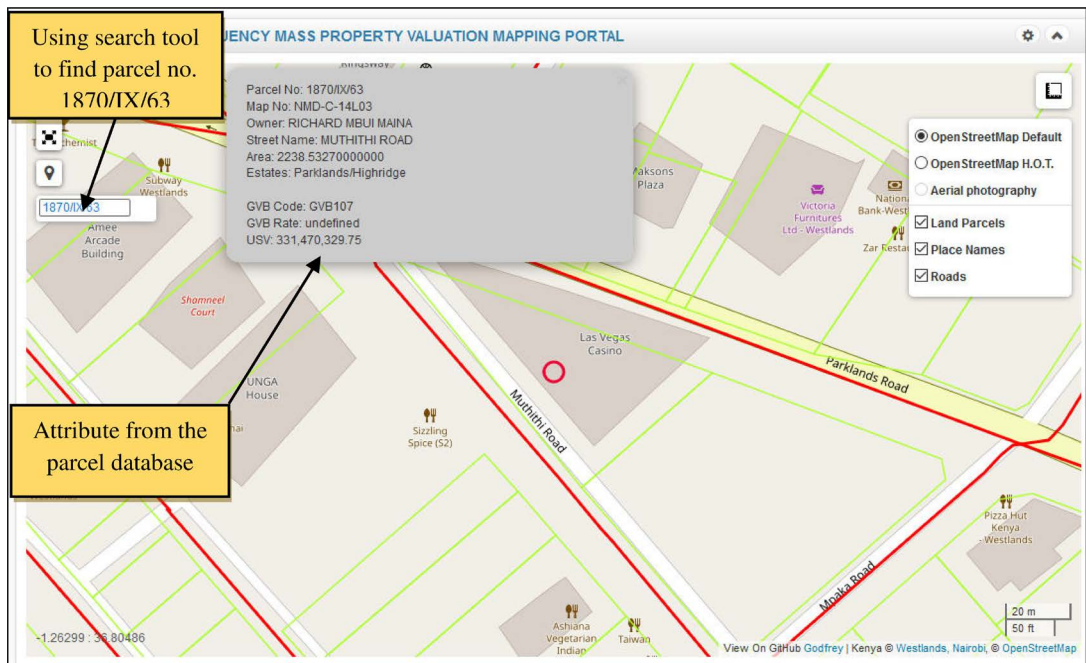 Using search tool
to find parcel no.
1870/IX/63
UENCY MASS PROPERTY VALUATION MAPPING PORTAL
Parcel No: 1870/IX/63
Map No: NMD-C-14L03
Owner: RICHARD MBUI MAINA
Street Name: MUTHITHI ROAD
Area: 2238.53270000000
Estates: Parklands/Highridge
GVB Code: GVB107
GVB Rate: undefined
USV: 331,470,329.75
1870/IX/63
OpenStreetMap Default
OpenStreetMap H.O.T.
Aerial photography
Land Parcels
Place Names
Roads
Subway
Westlands
Amee
Arcade
Building
Shamneel
Court
UNGA
House
Plaza
Victoria
Furnitures
Ltd - Westlands
Nation
Bank-West
Zar Restau
Las Vegas
Casino
Parklands Road
Muthithi Road
Sizzling
Spice (S2)
Attribute from the
parcel database
Pizza Hut
Kenya
- Westlands
Mpaka Road
Ashiana
Vegetarian
Indian
Taiwan
20 m
50 ft
-1.26299 : 36.80486
View On GitHub Godfrey | Kenya © Westlands, Nairobi, © OpenStreetMap